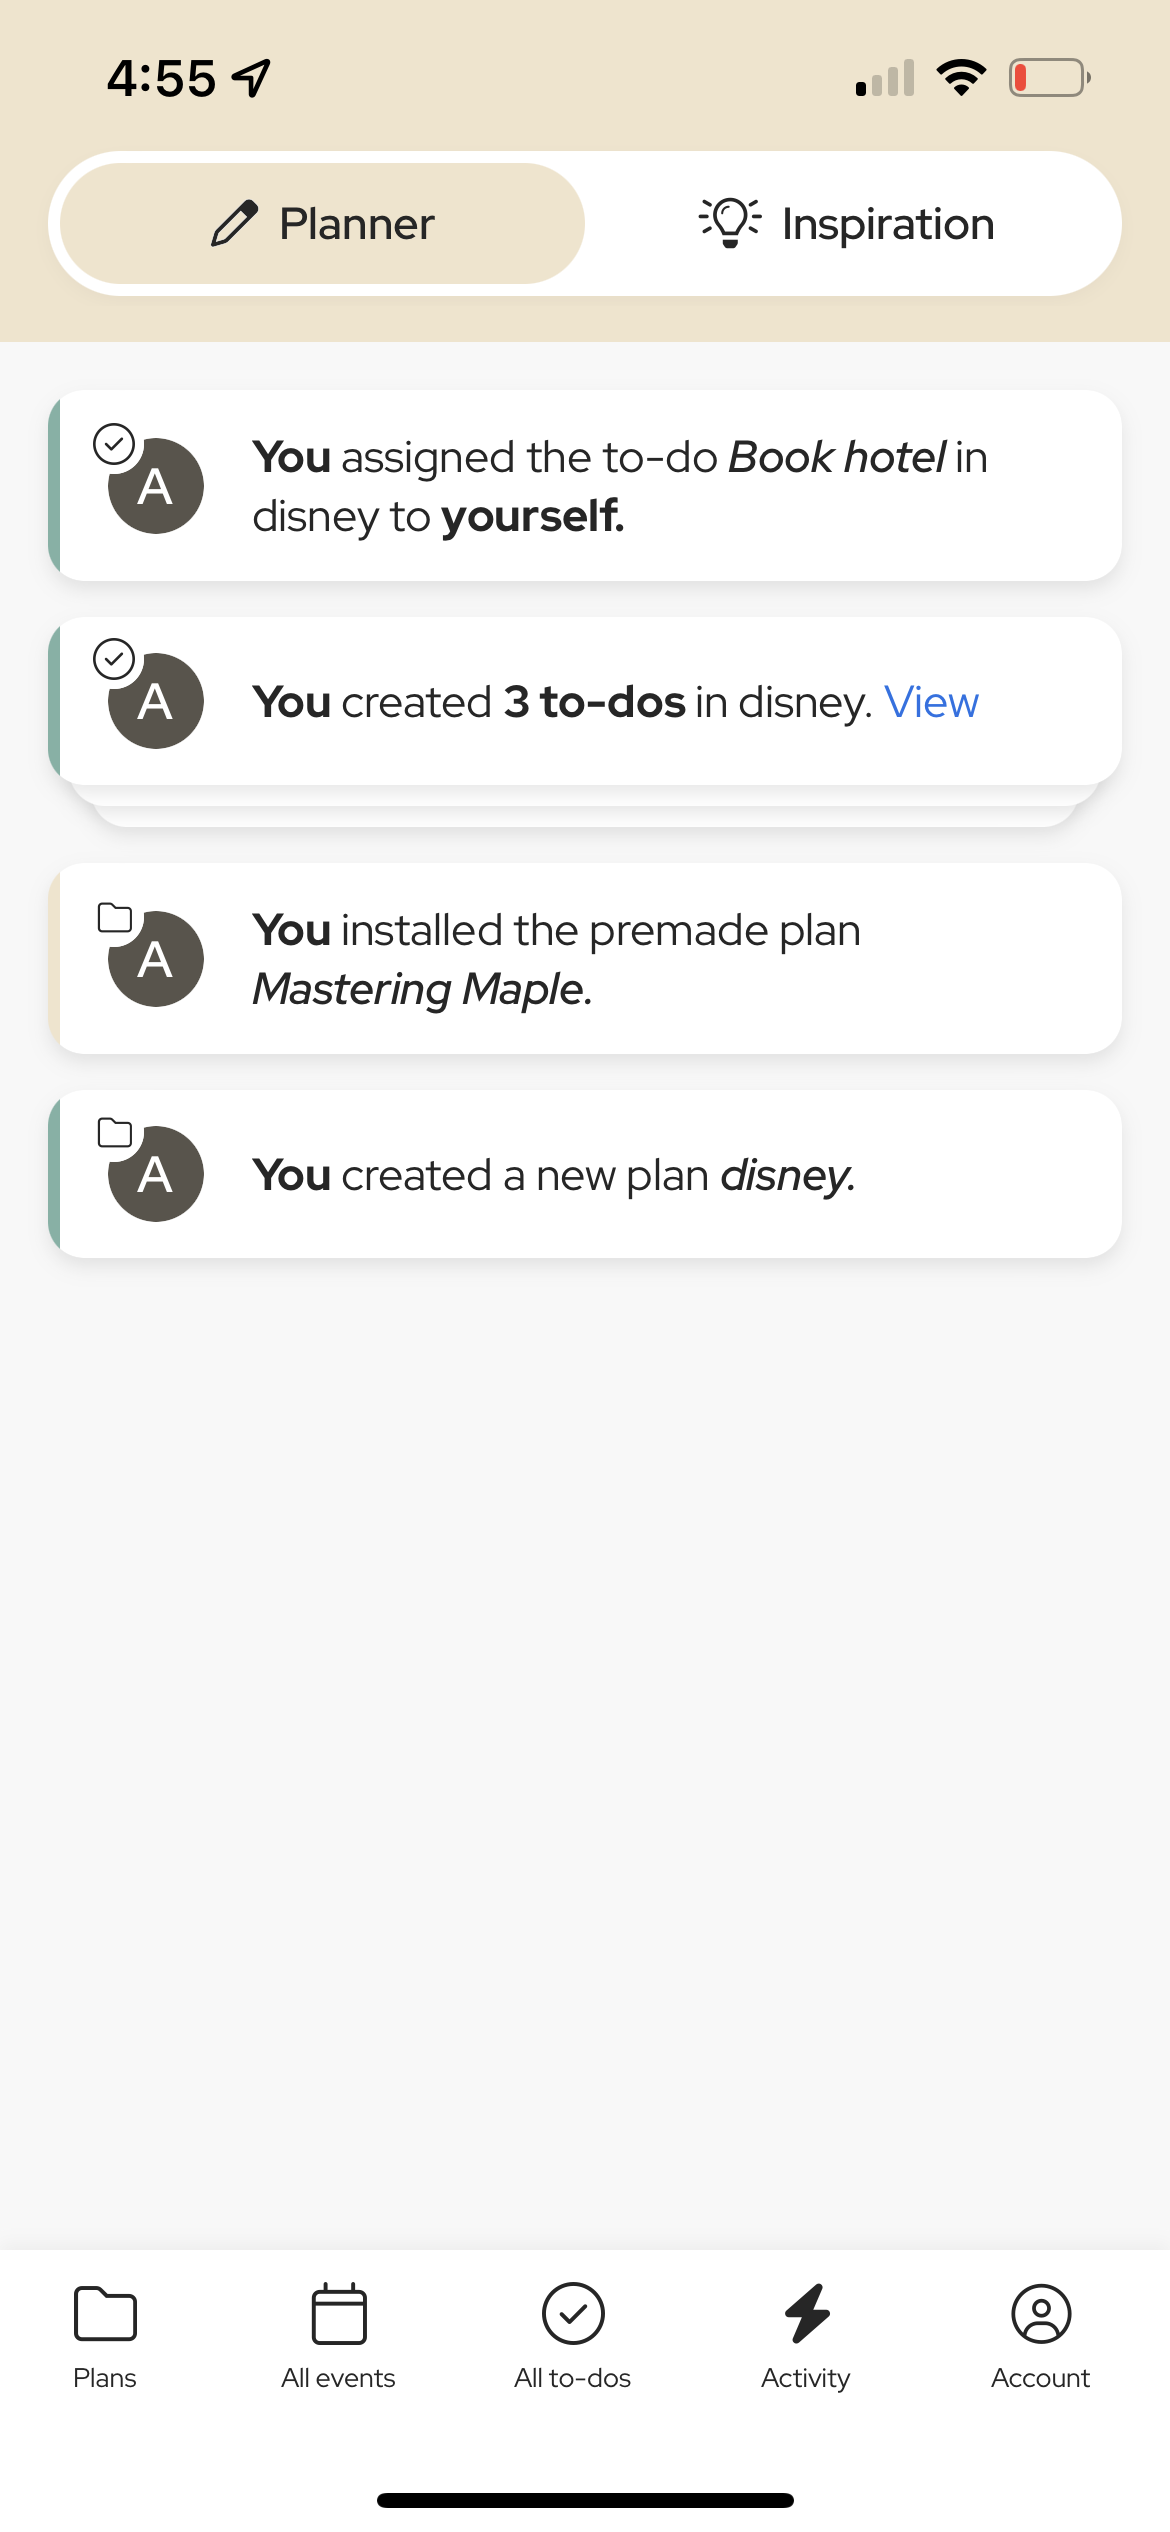 4:55
Planner
Inspiration
A
You assigned the to-do Book hotel in
disney to yourself.
A
You created 3 to-dos in disney. View
A
You installed the premade plan
Mastering Maple.
A
You created a new plan disney.
Plans
All events
All to-dos
Activity
Account